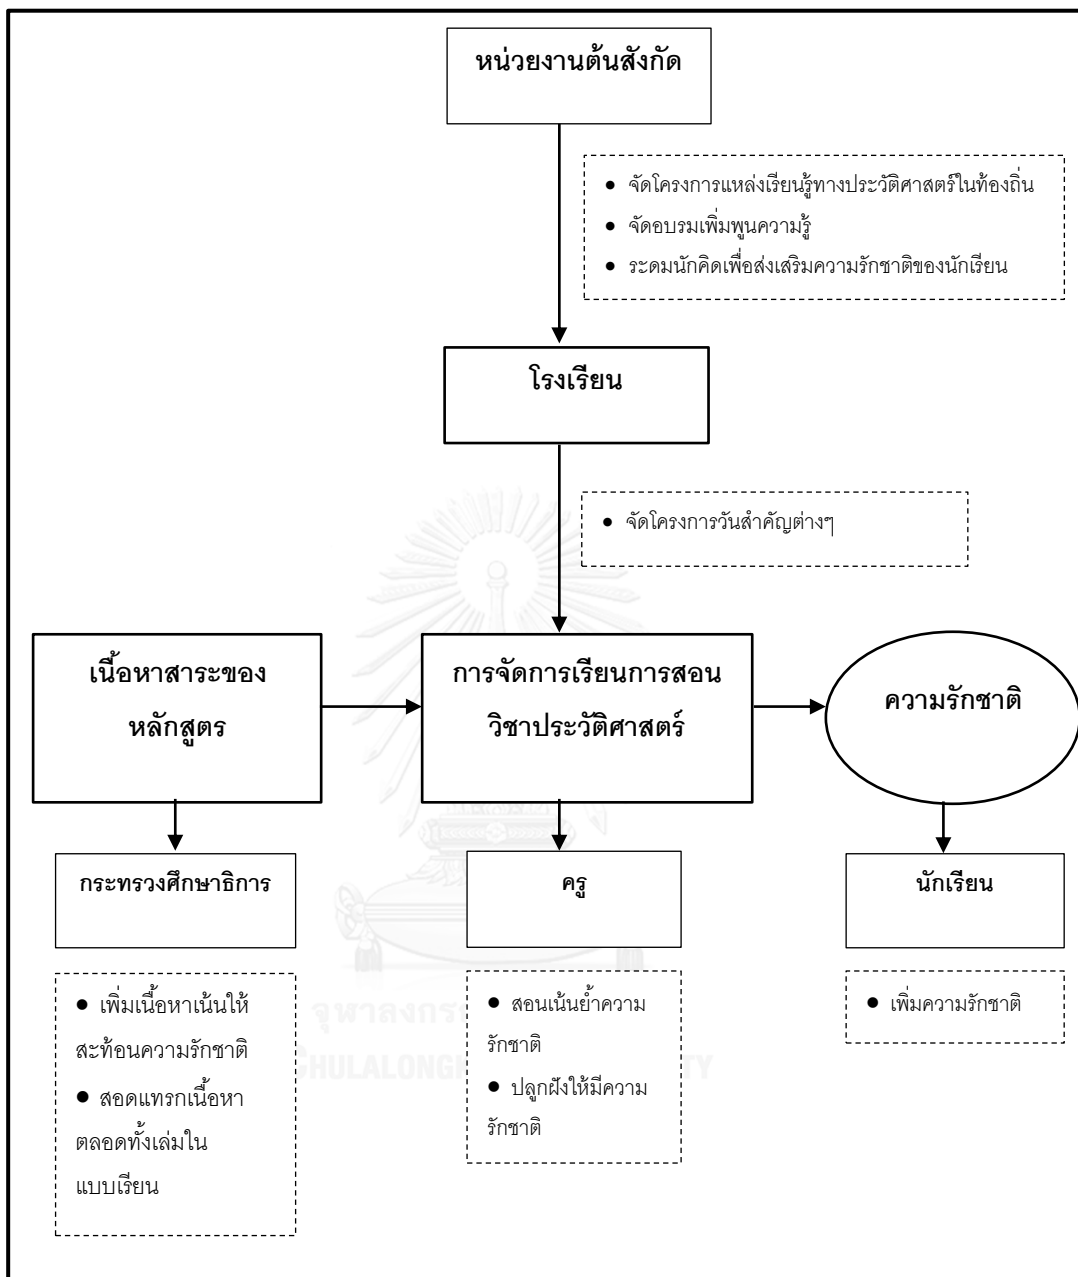 หน่วยงานต้นสังกัด
● จัดโครงการแหล่งเรียนรู้ทางประวัติศาสตร์ในท้องถิ่น
● จัดอบรมเพิ่มพูนความรู้
● ระดมนักคิดเพื่อส่งเสริมความรักชาติของนักเรียน
โรงเรียน
● จัดโครงการวันสำคัญต่างๆ
เนื้อหาสาระของ
หลักสูตร
การจัดการเรียนการสอน
วิชาประวัติศาสตร์
ความรักชาติ
กระทรวงศึกษาธิการ
ครู
นักเรียน
● เพิ่มเนื้อหาเน้นให้
สะท้อนความรักชาติ
● สอดแทรกเนื้อหา
ตลอดทั้งเล่มใน
แบบเรียน
● สอนเน้นย้ำความ
รักชาติ
● ปลูกฝังให้มีความ
รักชาติ
● เพิ่มความรักชาติ